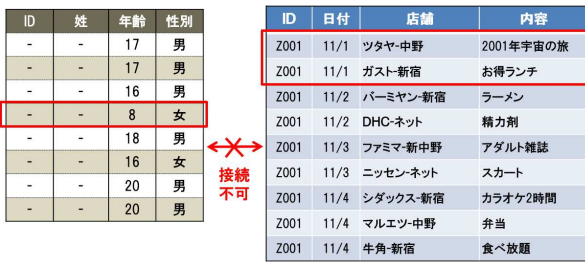 ID 姓 年齢 性別
- - 17 男
- - 17 男
- - 16 男
- - 8 女
- - 18 男
- - 16 女
- - 20 男
- - 20 男
接続
不可
ID 日付 店舗 内容
Z001 11/1 ツタヤ-中野 2001年宇宙の旅
Z001 11/1 ガスト-新宿 お得ランチ
Z001 11/2 バーミヤン-新宿 ラーメン
Z001 11/2 DHC-ネット 精力剤
Z001 11/3 ファミマ-新中野 アダルト雑誌
Z001 11/3 ニッセン-ネット スカート
Z001 11/4 シダックス-新宿 カラオケ2時間
Z001 11/4 マルエツ-中野 弁当
Z001 11/4 牛角-新宿 食べ放題